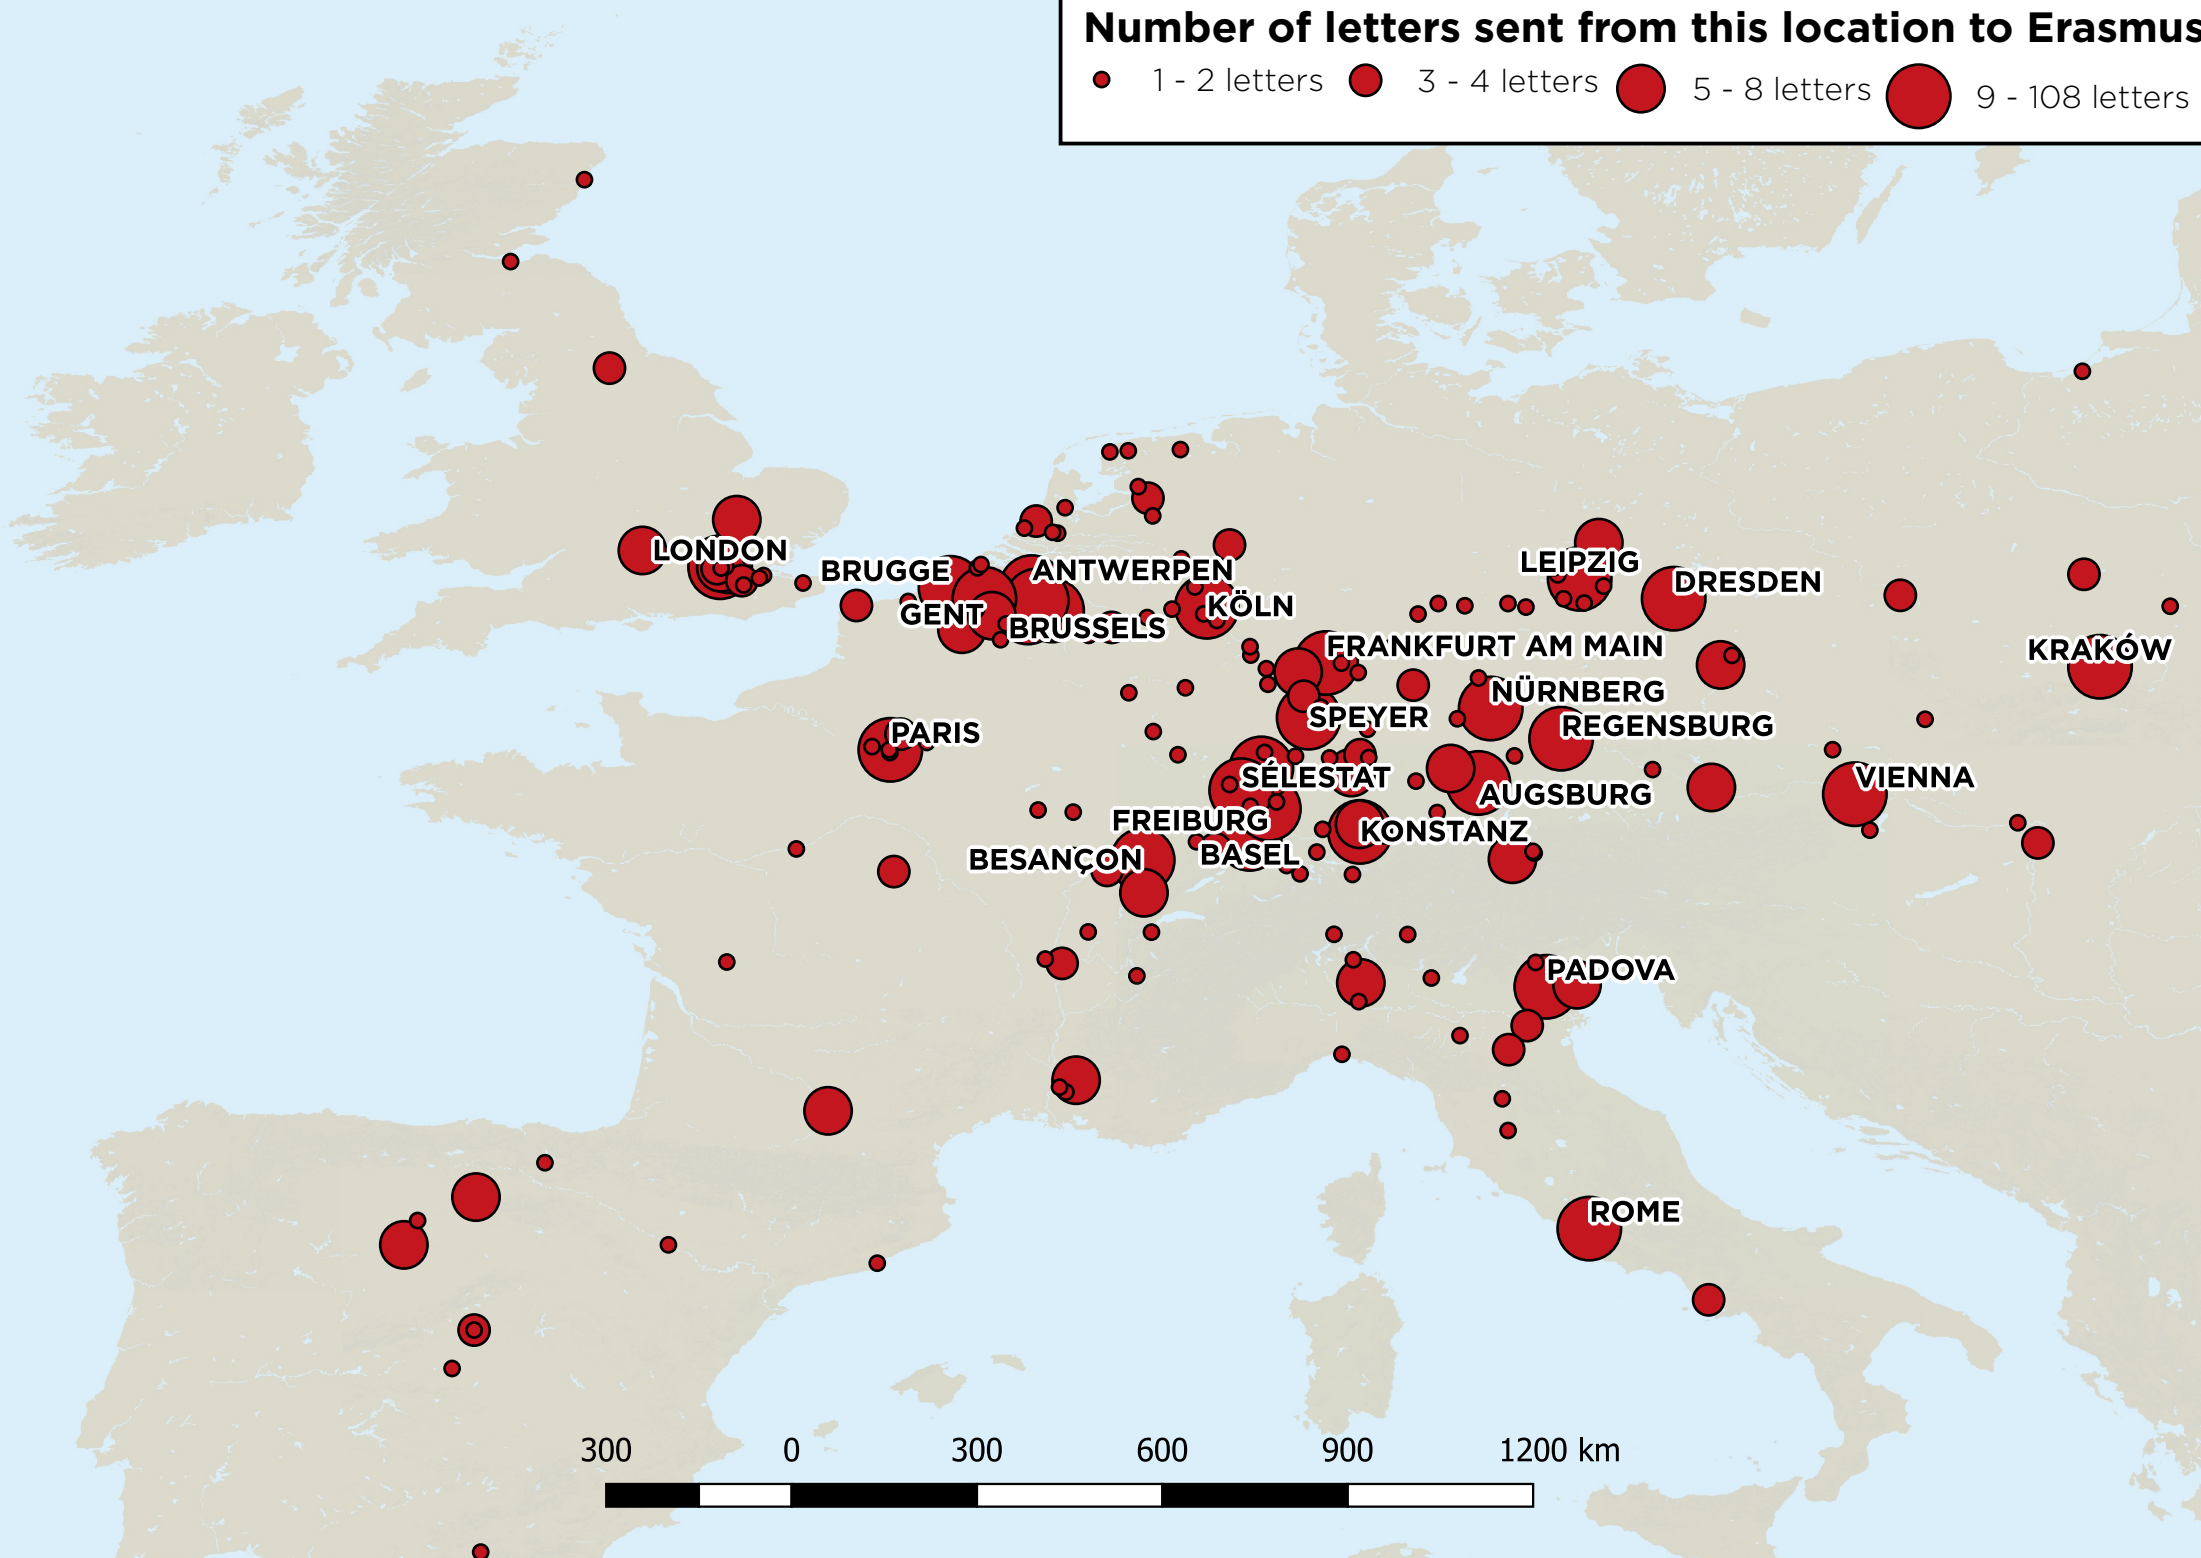 Number of letters sent from this location to Erasmus
1 - 2 letters 3 - 4 letters 5 - 8 letters 9 - 108 letters
LONDON
BRUGGE
ANTWERPEN
LEIPZIG
DRESDEN
GENT
KÖLN
BRUSSELS
FRANKFURT AM MAIN
KRAKÓW
NÜRNBERG
SPEYER
REGENSBURG
PARIS
SÉLESTAT
VIENNA
AUGSBURG
FREIBURG
KONSTANZ
BESANÇON
BASEL
PADOVA
ROME
300 0 300 600 900 1200 km